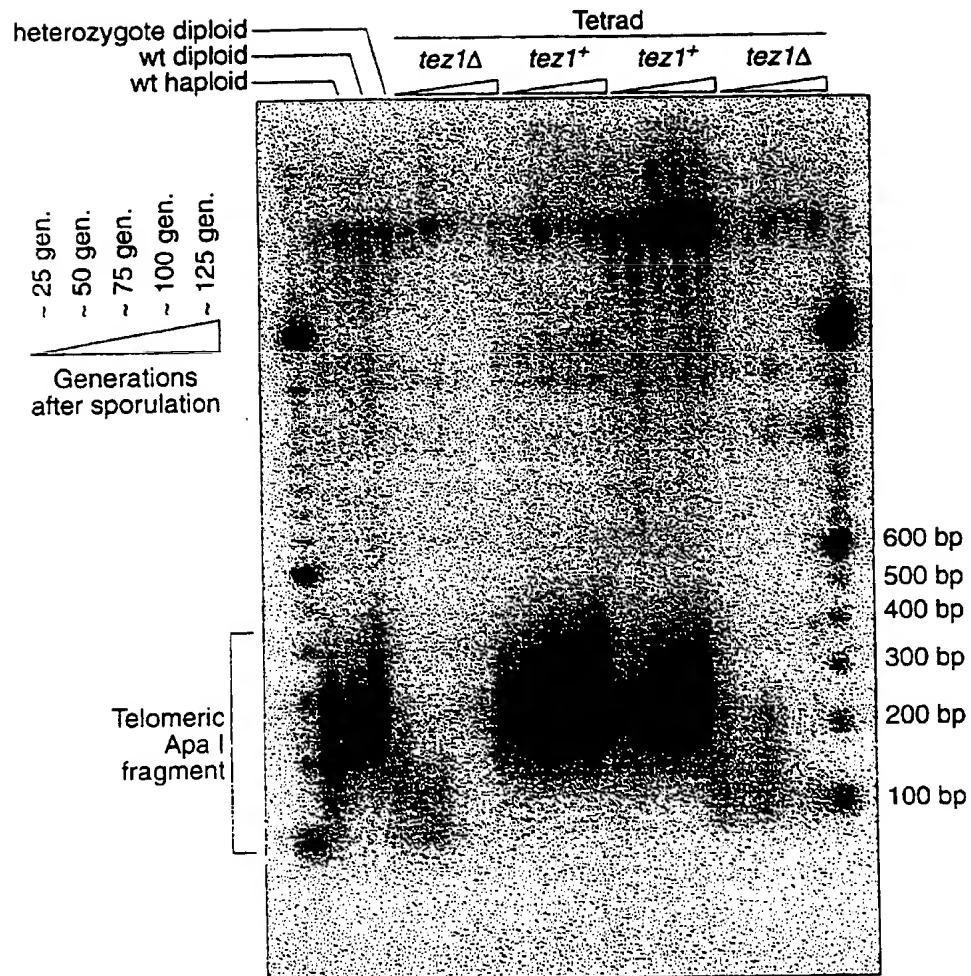 Tetrad
heterozygote diploid
wt diploid
wt haploid
tez1Δ
tez1⁺
tez1⁺
tez1Δ
~ 25 gen.
~ 50 gen.
~ 75 gen.
~ 100 gen.
~ 125 gen.
Generations
after sporulation
600 bp
500 bp
400 bp
300 bp
200 bp
100 bp
Telomeric
Apa I
fragment